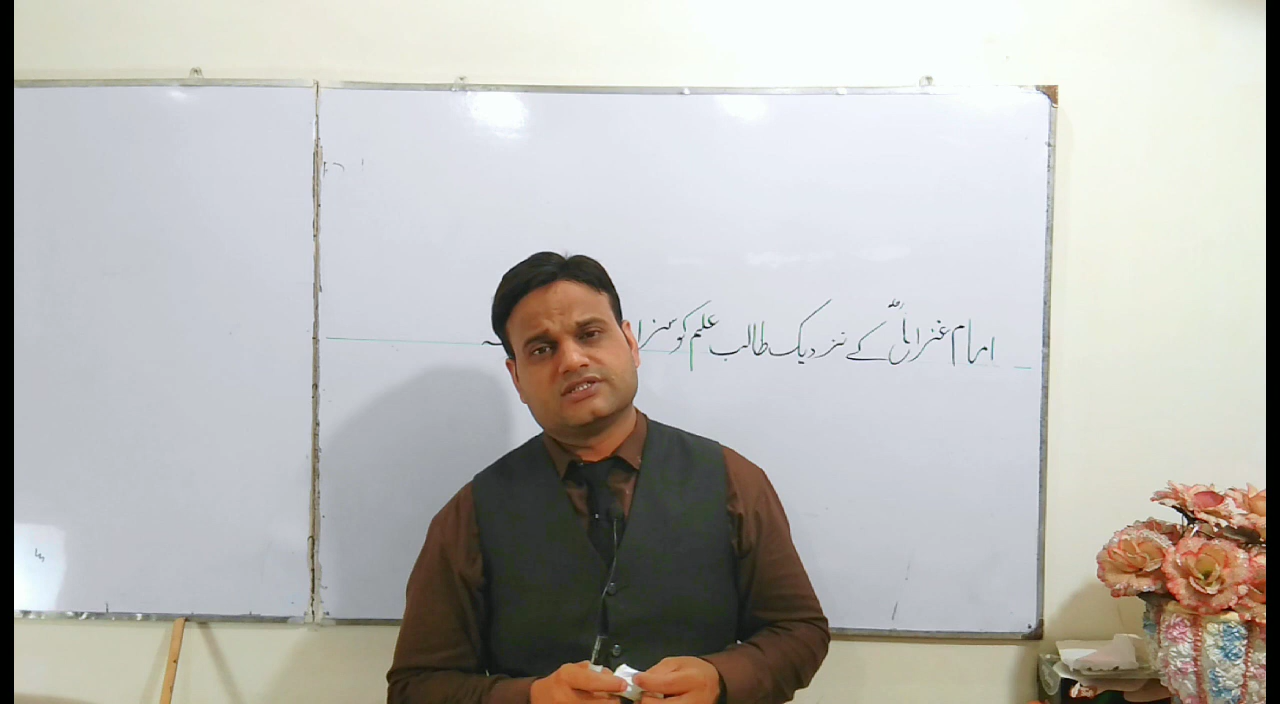 امام غزالیؒ کے نزدیک طالب علم کو سزا